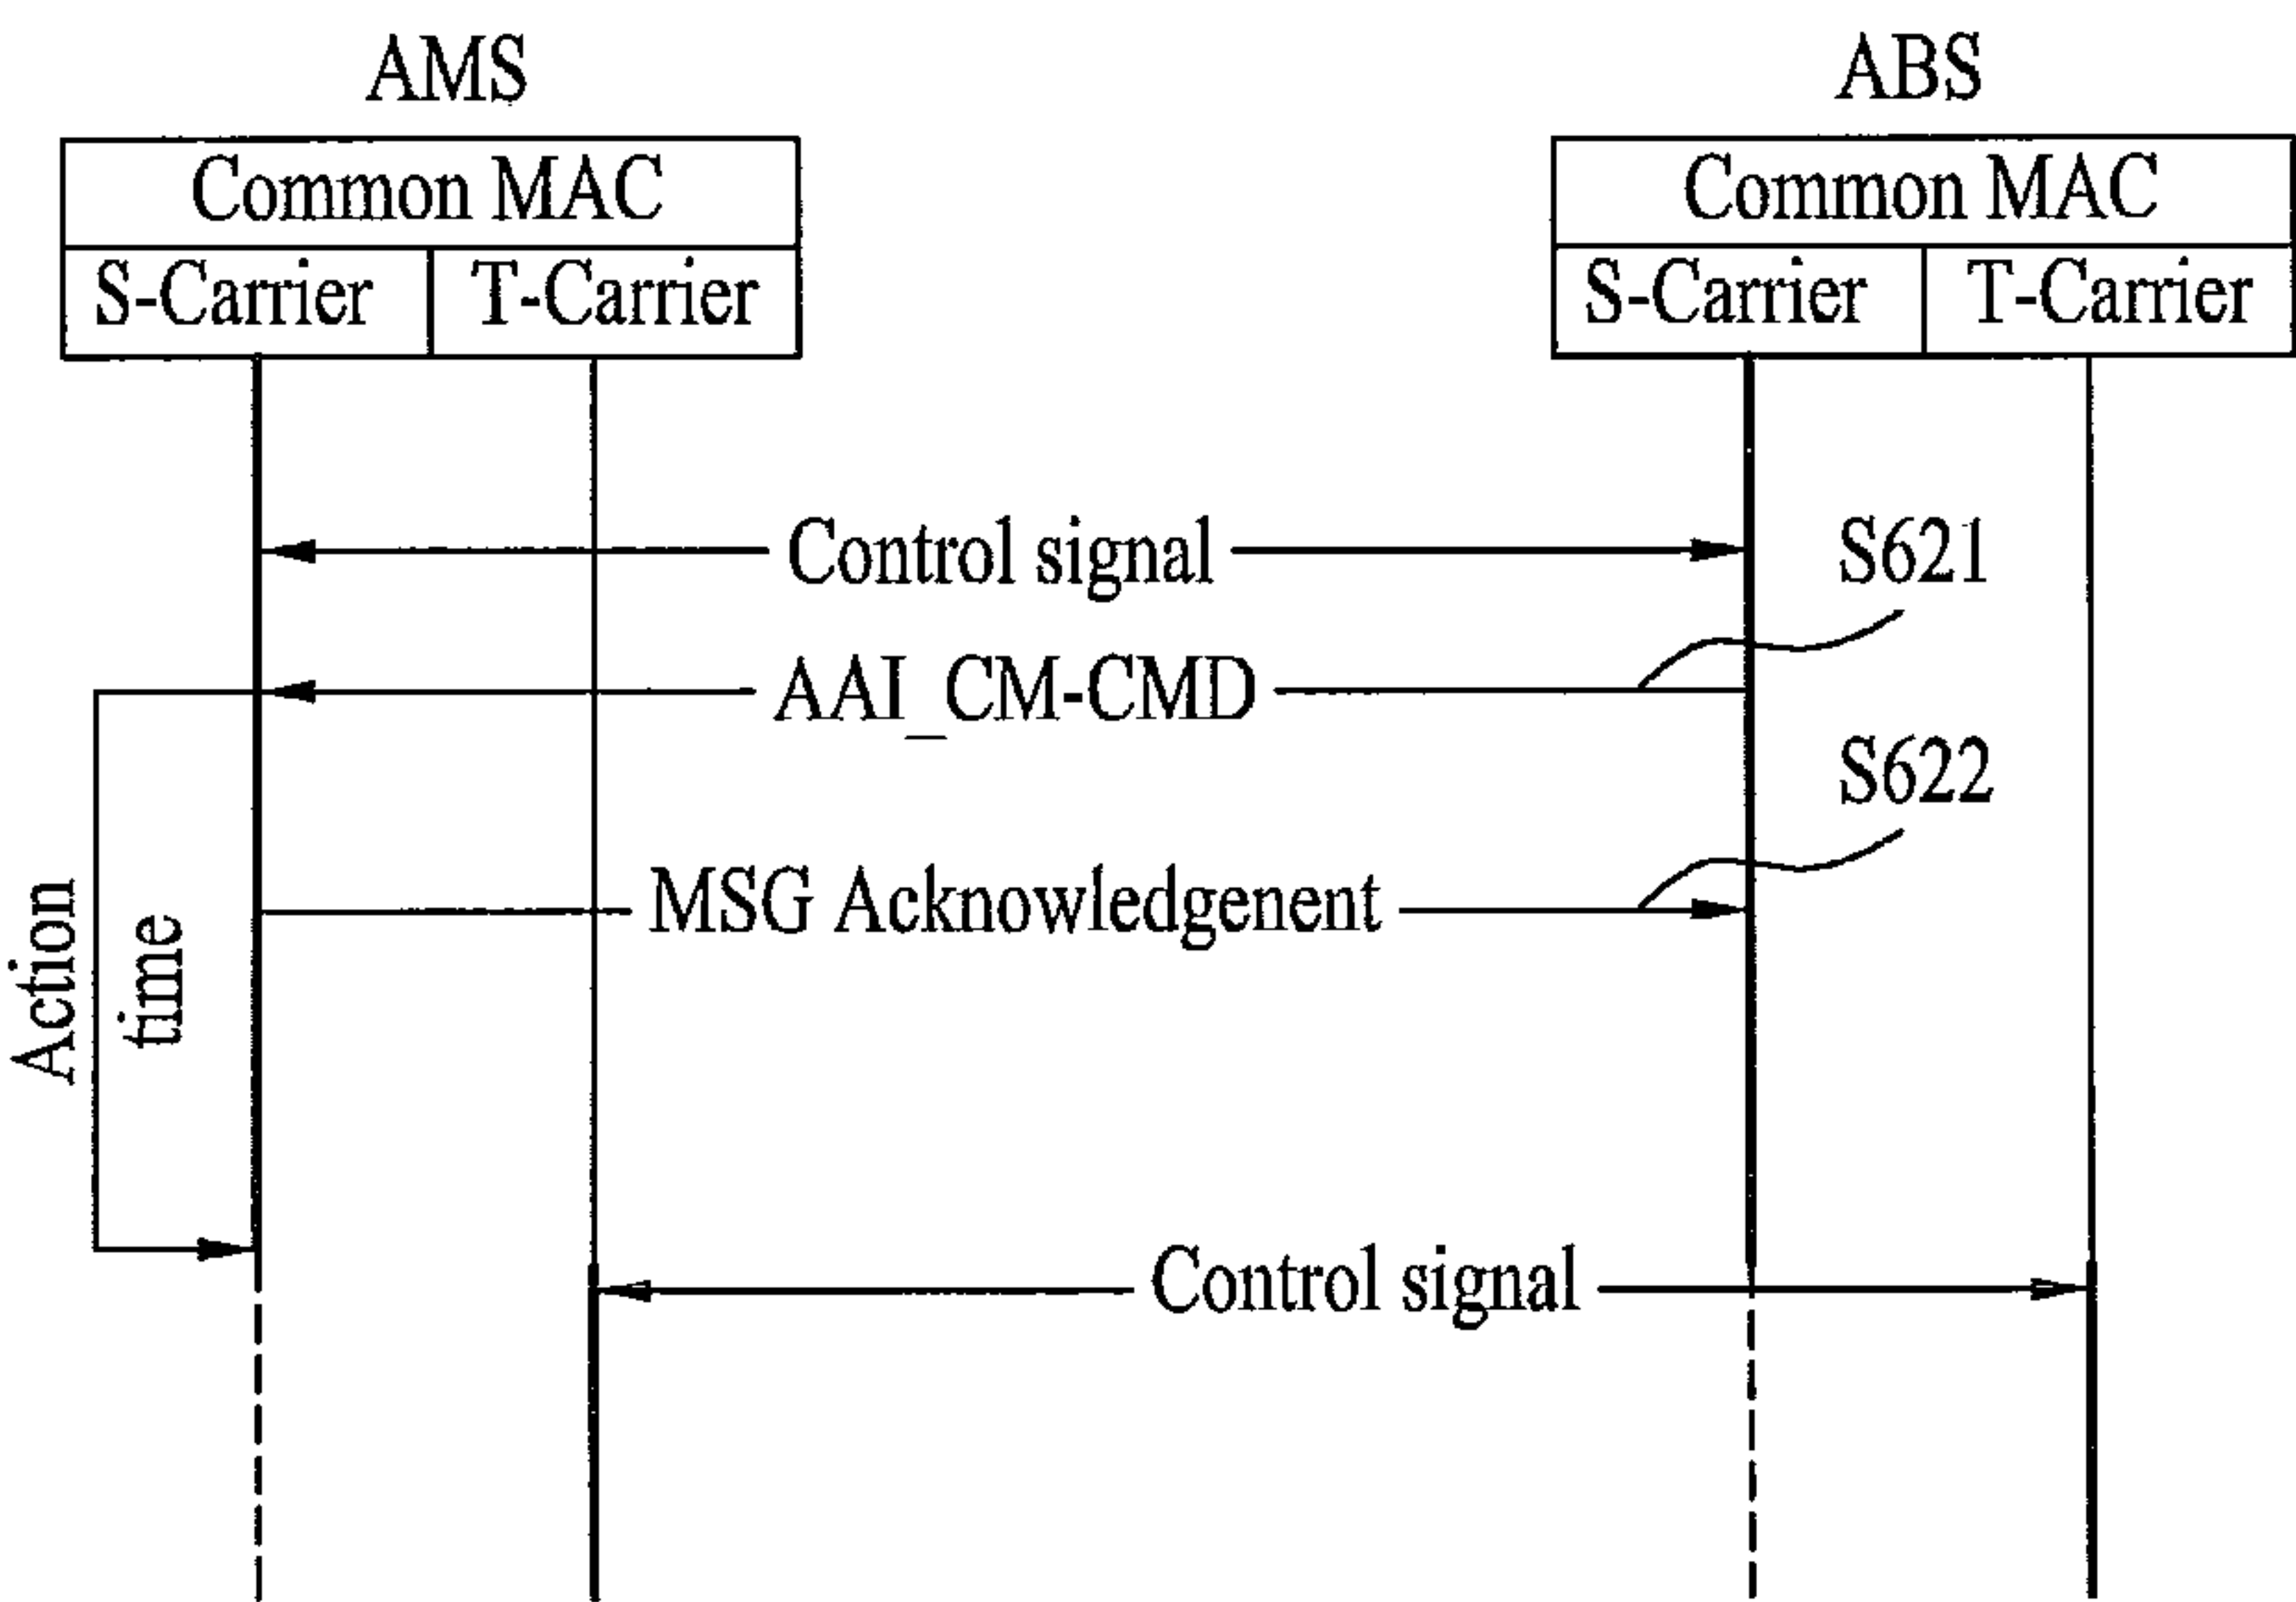 AMS
ABS
Common MAC
Common MAC
S-Carrier
T-Carrier
S-Carrier
T-Carrier
Control signal
S621
AAI_CM-CMD
S622
MSG Acknowledgenent
Action
time
Control signal